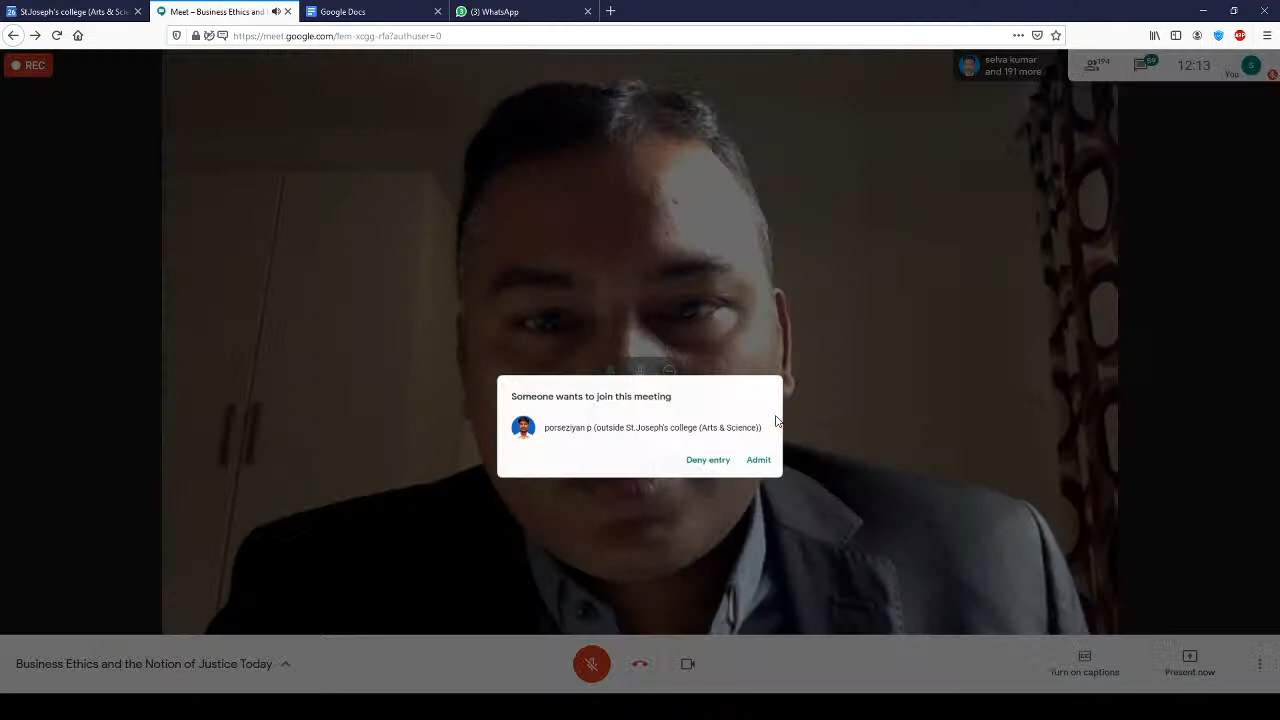 St.Joseph's college (Arts & Scie
Meet – Business Ethics and
Google Docs
(3) WhatsApp
https://meet.google.com/fem-xcgg-rfa?authuser=0
REC
selva kumar
and 191 more
194
69
12:13
You
S
Someone wants to join this meeting
porseziyan p (outside St.Joseph's college (Arts & Science))
Deny entry
Admit
Business Ethics and the Notion of Justice Today
Turn on captions
Present now